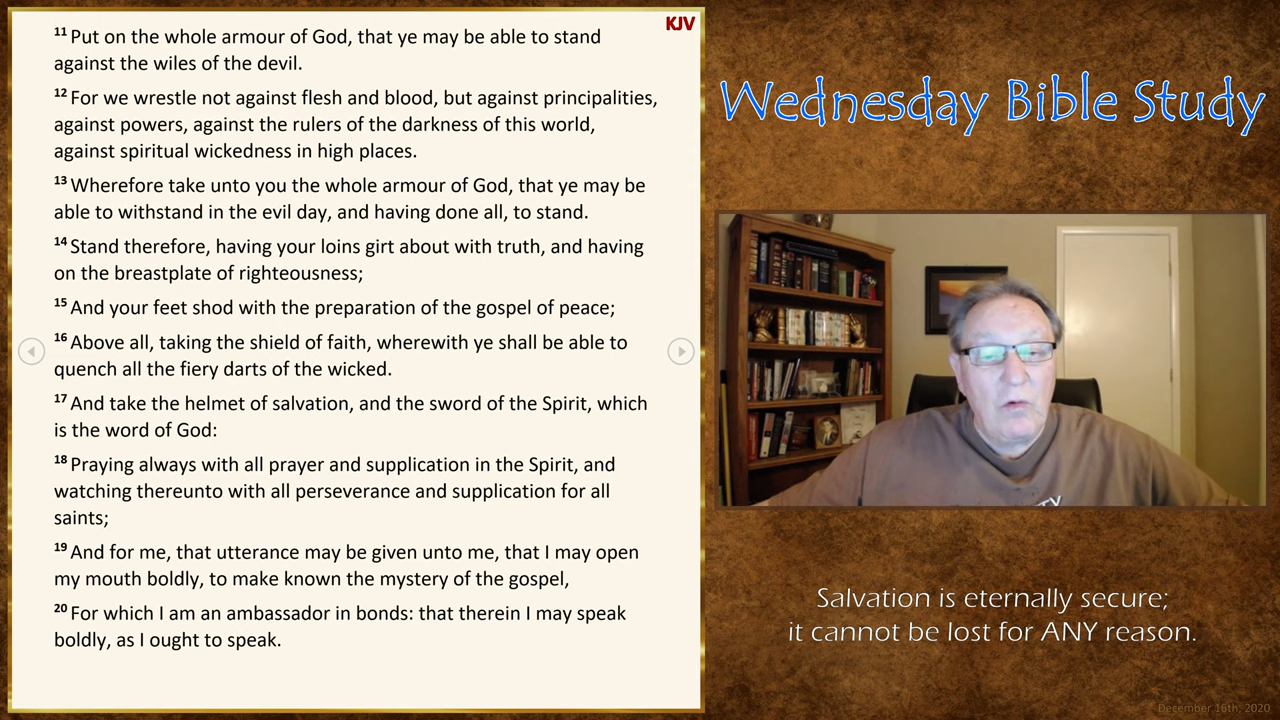 KJV
11 Put on the whole armour of God, that ye may be able to stand
against the wiles of the devil.
12 For we wrestle not against flesh and blood, but against principalities,
against powers, against the rulers of the darkness of this world,
against spiritual wickedness in high places.
13 Wherefore take unto you the whole armour of God, that ye may be
able to withstand in the evil day, and having done all, to stand.
14 Stand therefore, having your loins girt about with truth, and having
on the breastplate of righteousness;
15 And your feet shod with the preparation of the gospel of peace;
16 Above all, taking the shield of faith, wherewith ye shall be able to
quench all the fiery darts of the wicked.
17 And take the helmet of salvation, and the sword of the Spirit, which
is the word of God:
18 Praying always with all prayer and supplication in the Spirit, and
watching thereunto with all perseverance and supplication for all
saints;
19 And for me, that utterance may be given unto me, that I may open
my mouth boldly, to make known the mystery of the gospel,
20 For which I am an ambassador in bonds: that therein I may speak
boldly, as I ought to speak.
Wednesday Bible Study
Salvation is eternally secure;
it cannot be lost for ANY reason.
December 16th, 2020